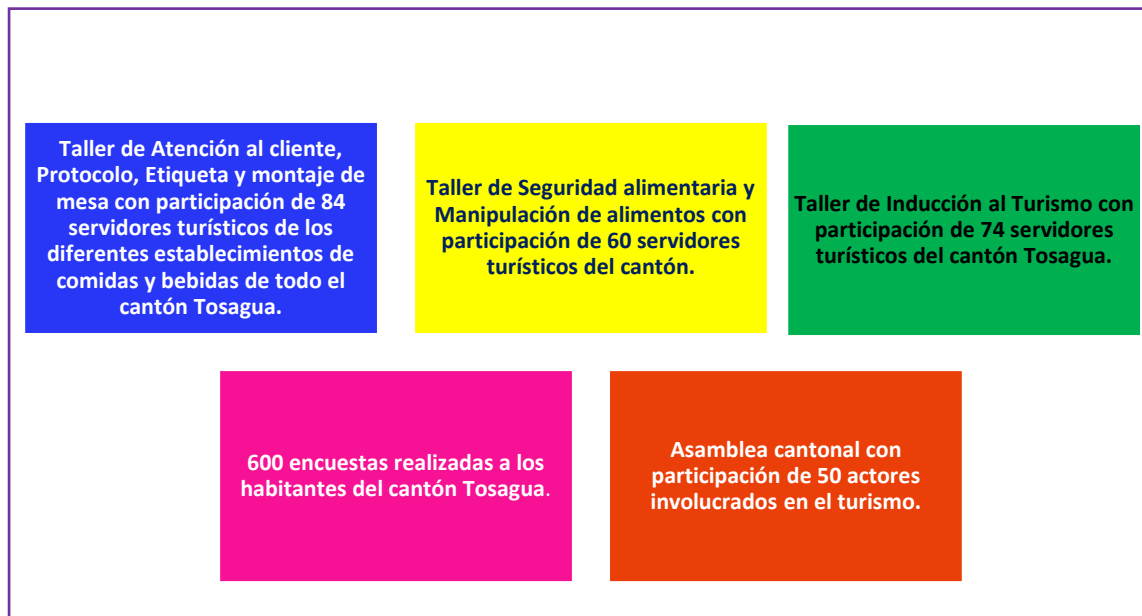 Taller de Atención al cliente,
Protocolo, Etiqueta y montaje de
mesa con participación de 84
servidores turísticos de los
diferentes establecimientos de
comidas y bebidas de todo el
cantón Tosagua.
Taller de Seguridad alimentaria y
Manipulación de alimentos con
participación de 60 servidores
turísticos del cantón.
Taller de Inducción al Turismo con
participación de 74 servidores
turísticos del cantón Tosagua.
600 encuestas realizadas a los
habitantes del cantón Tosagua.
Asamblea cantonal con
participación de 50 actores
involucrados en el turismo.